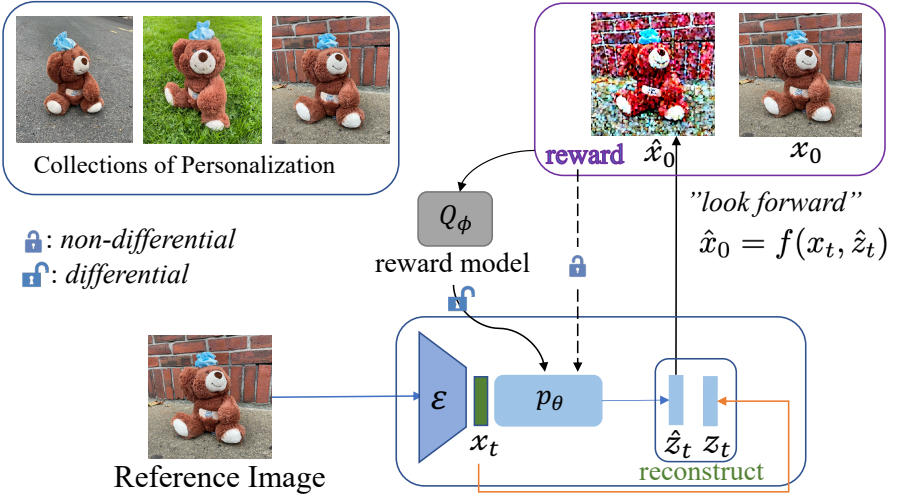 Collections of Personalization
reward
x̂₀
x₀
"look forward"
x̂₀ = f(xₜ, ẑₜ)
Q_ϕ
reward model
: non-differential
: differential
ε
xₜ
p_θ
ẑₜ
zₜ
reconstruct
Reference Image